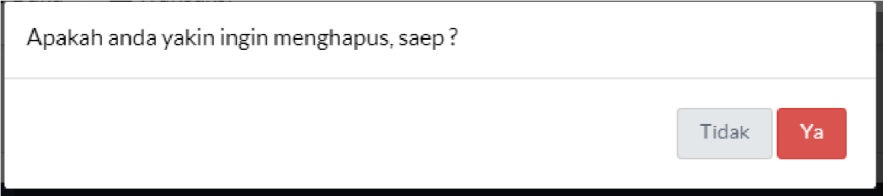 Apakah anda yakin ingin menghapus, saep ?
Tidak
Ya